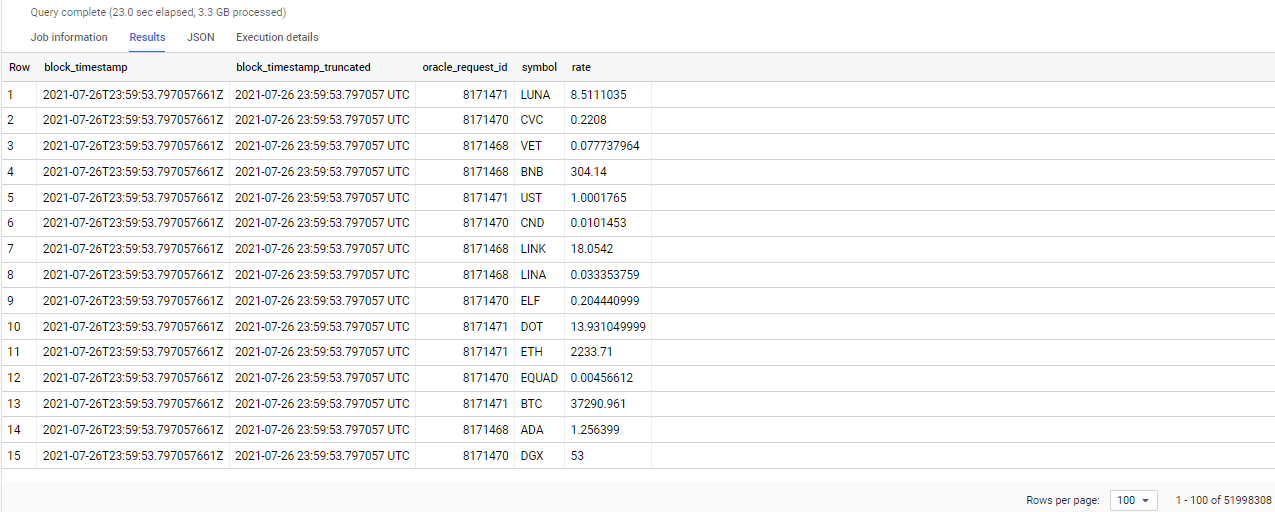 Query complete (23.0 sec elapsed, 3.3 GB processed)
Job information Results JSON Execution details
Row block_timestamp block_timestamp_truncated oracle_request_id symbol rate
1 2021-07-26T23:59:53.797057661Z 2021-07-26 23:59:53.797057 UTC 8171471 LUNA 8.5111035
2 2021-07-26T23:59:53.797057661Z 2021-07-26 23:59:53.797057 UTC 8171470 CVC 0.2208
3 2021-07-26T23:59:53.797057661Z 2021-07-26 23:59:53.797057 UTC 8171468 VET 0.077737964
4 2021-07-26T23:59:53.797057661Z 2021-07-26 23:59:53.797057 UTC 8171468 BNB 304.14
5 2021-07-26T23:59:53.797057661Z 2021-07-26 23:59:53.797057 UTC 8171471 UST 1.0001765
6 2021-07-26T23:59:53.797057661Z 2021-07-26 23:59:53.797057 UTC 8171470 CND 0.0101453
7 2021-07-26T23:59:53.797057661Z 2021-07-26 23:59:53.797057 UTC 8171468 LINK 18.0542
8 2021-07-26T23:59:53.797057661Z 2021-07-26 23:59:53.797057 UTC 8171468 LINA 0.033353759
9 2021-07-26T23:59:53.797057661Z 2021-07-26 23:59:53.797057 UTC 8171470 ELF 0.204440999
10 2021-07-26T23:59:53.797057661Z 2021-07-26 23:59:53.797057 UTC 8171471 DOT 13.931049999
11 2021-07-26T23:59:53.797057661Z 2021-07-26 23:59:53.797057 UTC 8171471 ETH 2233.71
12 2021-07-26T23:59:53.797057661Z 2021-07-26 23:59:53.797057 UTC 8171470 EQUAD 0.00456612
13 2021-07-26T23:59:53.797057661Z 2021-07-26 23:59:53.797057 UTC 8171471 BTC 37290.961
14 2021-07-26T23:59:53.797057661Z 2021-07-26 23:59:53.797057 UTC 8171468 ADA 1.256399
15 2021-07-26T23:59:53.797057661Z 2021-07-26 23:59:53.797057 UTC 8171470 DGX 53
Rows per page: 100 1 - 100 of 51998308